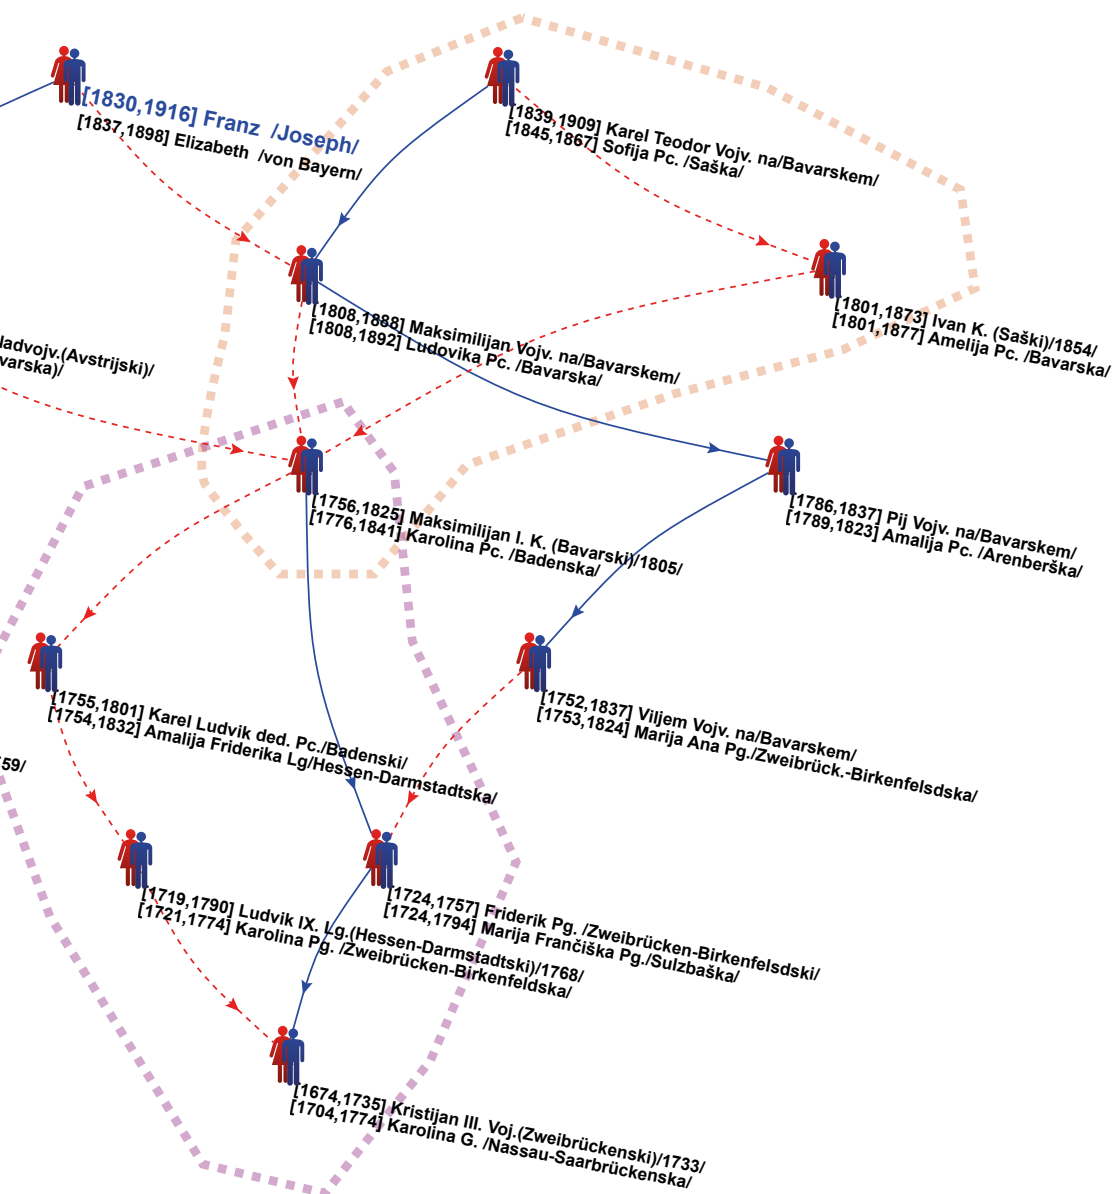 [1830,1916] Franz /Joseph/
[1837,1898] Elizabeth /von Bayern/
[1839,1909] Karel Teodor Vojv. na/Bavarskem/
[1845,1867] Sofija Pc. /Saška/
[1801,1873] Ivan K. (Saški)/1854/
[1801,1877] Amelija Pc. /Bavarska/
[1808,1888] Maksimilijan Vojv. na/Bavarskem/
[1808,1892] Ludovika Pc. /Bavarska/
ladvojv.(Avstrijski)/
varska)/
[1756,1825] Maksimilijan I. K. (Bavarski)/1805/
[1776,1841] Karolina Pc. /Badenska/
[1786,1837] Pij Vojv. na/Bavarskem/
[1789,1823] Amalija Pc. /Arenberška/
[1755,1801] Karel Ludvik ded. Pc./Badenski/
[1754,1832] Amalija Friderika Lg/Hessen-Darmstadtska/
[1752,1837] Viljem Vojv. na/Bavarskem/
[1753,1824] Marija Ana Pg./Zweibrück.-Birkenfelsdska/
59/
[1719,1790] Ludvik IX. Lg.(Hessen-Darmstadtski)/1768/
[1721,1774] Karolina Pg. /Zweibrücken-Birkenfeldska/
[1724,1757] Friderik Pg. /Zweibrücken-Birkenfelsdski/
[1724,1794] Marija Frančiška Pg./Sulzbaška/
[1674,1735] Kristijan III. Voj.(Zweibrückenski)/1733/
[1704,1774] Karolina G. /Nassau-Saarbrückenska/